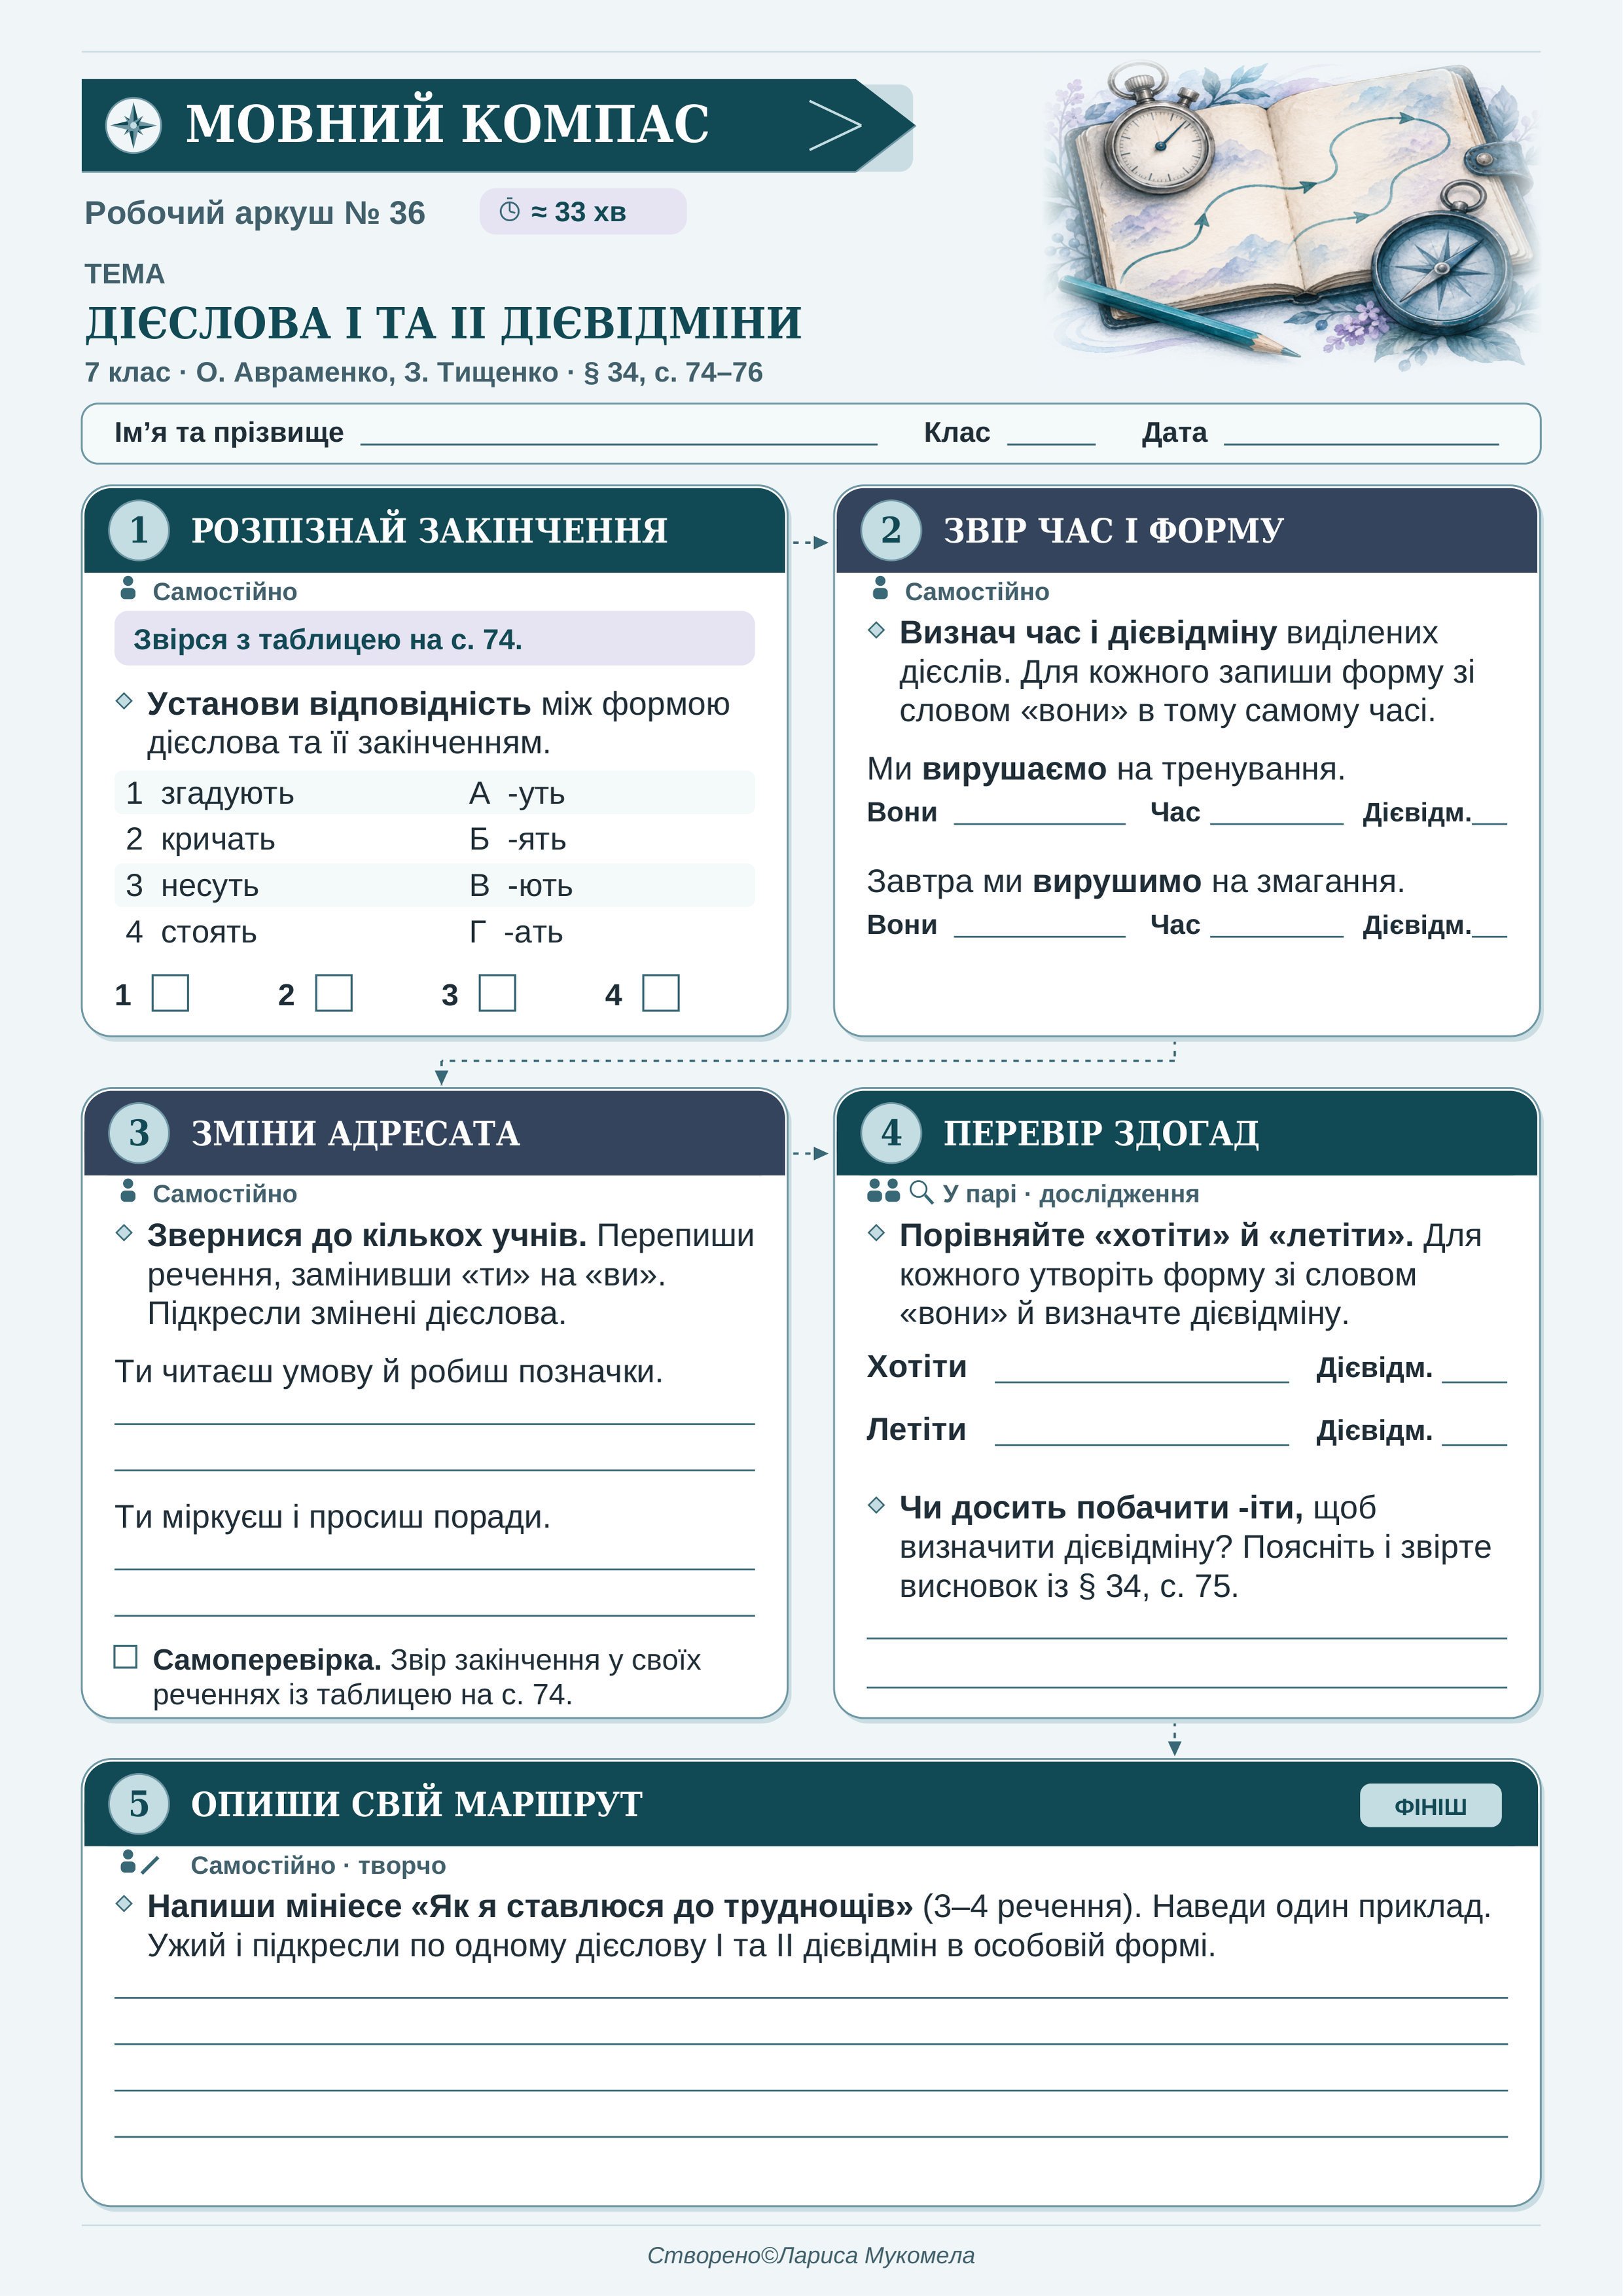 МОВНИЙ КОМПАС
Робочий аркуш № 36
≈ 33 хв
ТЕМА
ДІЄСЛОВА І ТА ІІ ДІЄВІДМІНИ
7 клас · О. Авраменко, З. Тищенко · § 34, с. 74–76
Ім’я та прізвище Клас Дата
1 РОЗПІЗНАЙ ЗАКІНЧЕННЯ
Самостійно
Звірся з таблицею на с. 74.
Установи відповідність між формою
дієслова та її закінченням.
1 згадують А -уть
2 кричать Б -ять
3 несуть В -ють
4 стоять Г -ать
1 2 3 4
2 ЗВІР ЧАС І ФОРМУ
Самостійно
Визнач час і дієвідміну виділених
дієслів. Для кожного запиши форму зі
словом «вони» в тому самому часі.
Ми вирушаємо на тренування.
Вони Час Дієвідм.
Завтра ми вирушимо на змагання.
Вони Час Дієвідм.
3 ЗМІНИ АДРЕСАТА
Самостійно
Звернися до кількох учнів. Перепиши
речення, замінивши «ти» на «ви».
Підкресли змінені дієслова.
Ти читаєш умову й робиш позначки.
Ти міркуєш і просиш поради.
Самоперевірка. Звір закінчення у своїх
реченнях із таблицею на с. 74.
4 ПЕРЕВІР ЗДОГАД
У парі · дослідження
Порівняйте «хотіти» й «летіти». Для
кожного утворіть форму зі словом
«вони» й визначте дієвідміну.
Хотіти Дієвідм.
Летіти Дієвідм.
Чи досить побачити -іти, щоб
визначити дієвідміну? Поясніть і звірте
висновок із § 34, с. 75.
5 ОПИШИ СВІЙ МАРШРУТ
ФІНІШ
Самостійно · творчо
Напиши мініесе «Як я ставлюся до труднощів» (3–4 речення). Наведи один приклад.
Ужий і підкресли по одному дієслову І та ІІ дієвідмін в особовій формі.
Створено©Лариса Мукомела